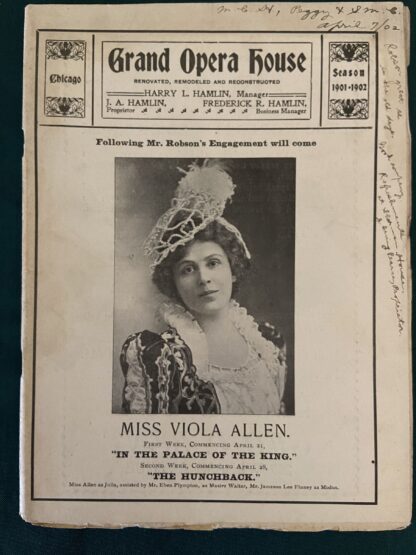 M. C. H., Peggy & S M C.
April 7/02
Chicago
Grand Opera House
RENOVATED, REMODELED AND RECONSTRUCTED
HARRY L. HAMLIN, Manager
J. A. HAMLIN, FREDERICK R. HAMLIN,
Proprietor Business Manager
Season
1901-1902
Following Mr. Robson's Engagement will come
MISS VIOLA ALLEN.
First Week, Commencing April 21,
"IN THE PALACE OF THE KING."
Second Week, Commencing April 28,
"THE HUNCHBACK."
Miss Allen as Julia, assisted by Mr. Eben Plympton, as Master Walter, Mr. Jameson Lee Finney as Modus.